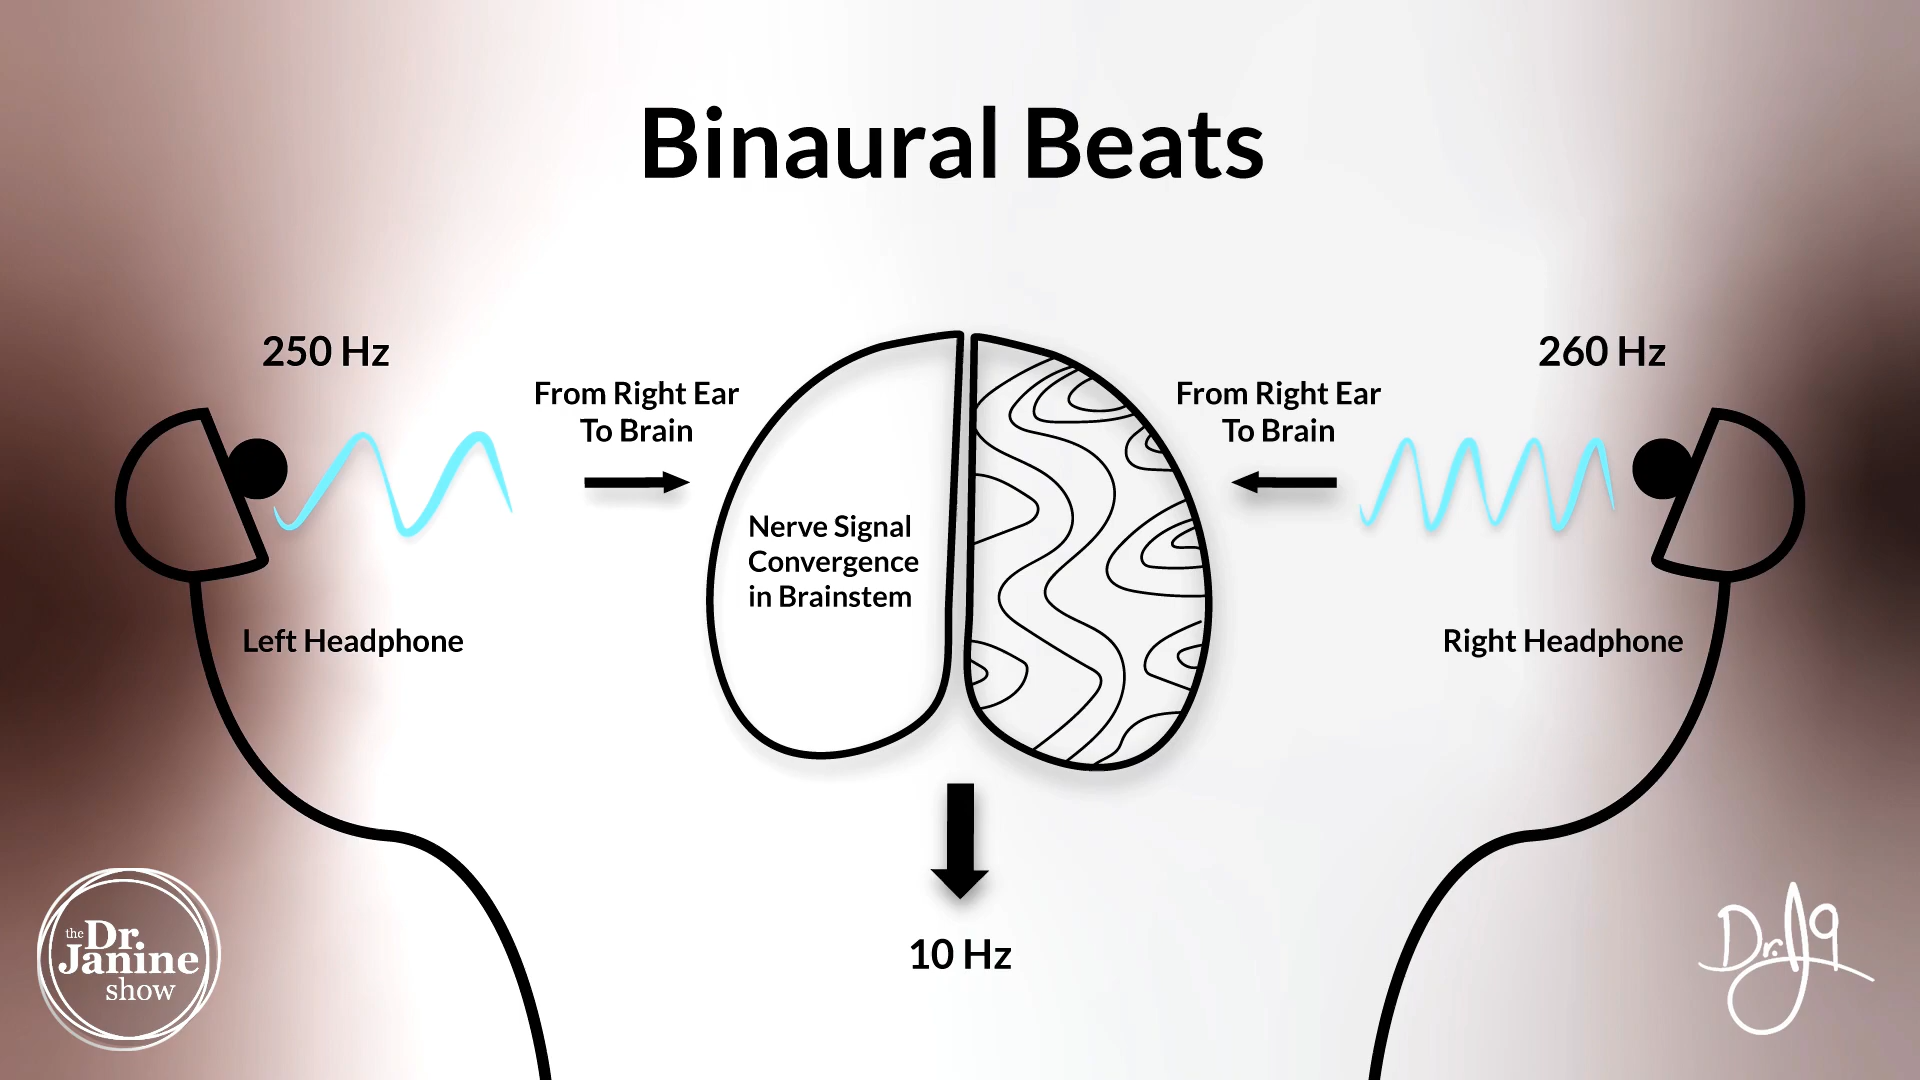 Binaural Beats
250 Hz
260 Hz
From Right Ear
To Brain
From Right Ear
To Brain
Nerve Signal
Convergence
in Brainstem
Left Headphone
Right Headphone
10 Hz
the Dr.
Janine
show